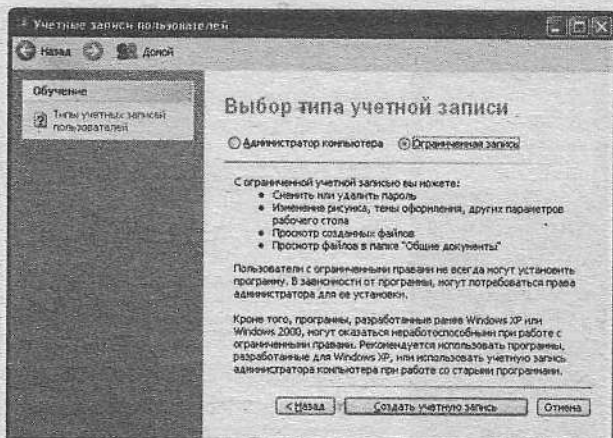 Учетные записи пользователей
Назад Домой
Обучение
Типы учетных записей
пользователей
Выбор типа учетной записи
Администратор компьютера Ограниченная запись
С ограниченной учетной записью вы можете:
• Сменить или удалить пароль
• Изменение рисунка, темы оформления, других параметров
рабочего стола
• Просмотр созданных файлов
• Просмотр файлов в папке "Общие документы"
Пользователи с ограниченными правами не всегда могут установить
программу. В зависимости от программы, могут потребоваться права
администратора для ее установки.
Кроме того, программы, разработанные ранее Windows XP или
Windows 2000, могут оказаться неработоспособными при работе с
ограниченными правами. Рекомендуется использовать программы,
разработанные для Windows XP, или использовать учетную запись
администратора компьютера при работе со старыми программами.
< Назад Создать учетную запись Отмена